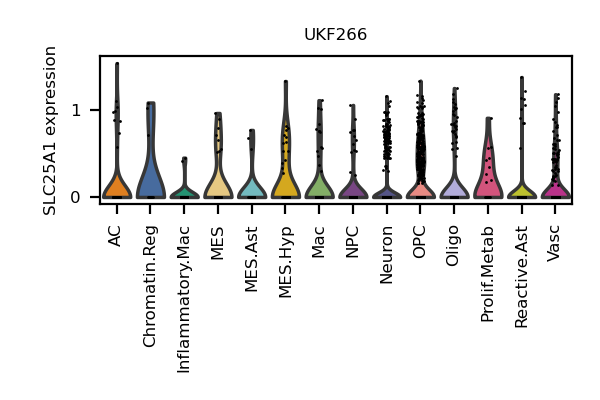 UKF266
SLC25A1 expression
1
0
AC
Chromatin.Reg
Inflammatory.Mac
MES
MES.Ast
MES.Hyp
Mac
NPC
Neuron
OPC
Oligo
Prolif.Metab
Reactive.Ast
Vasc